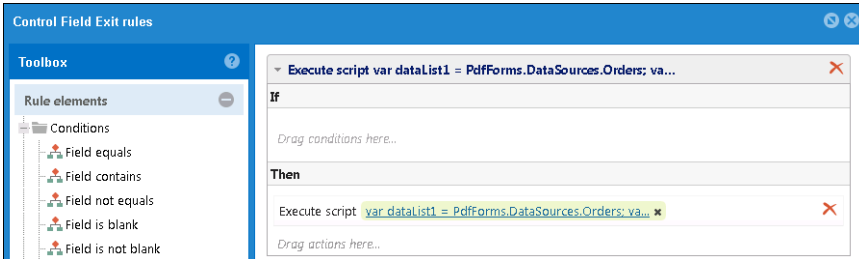 Control Field Exit rules
Toolbox
?
Rule elements
Conditions
Field equals
Field contains
Field not equals
Field is blank
Field is not blank
Execute script var dataList1 = PdfForms.DataSources.Orders; va...
If
Drag conditions here...
Then
Execute script var dataList1 = PdfForms.DataSources.Orders; va...
Drag actions here...